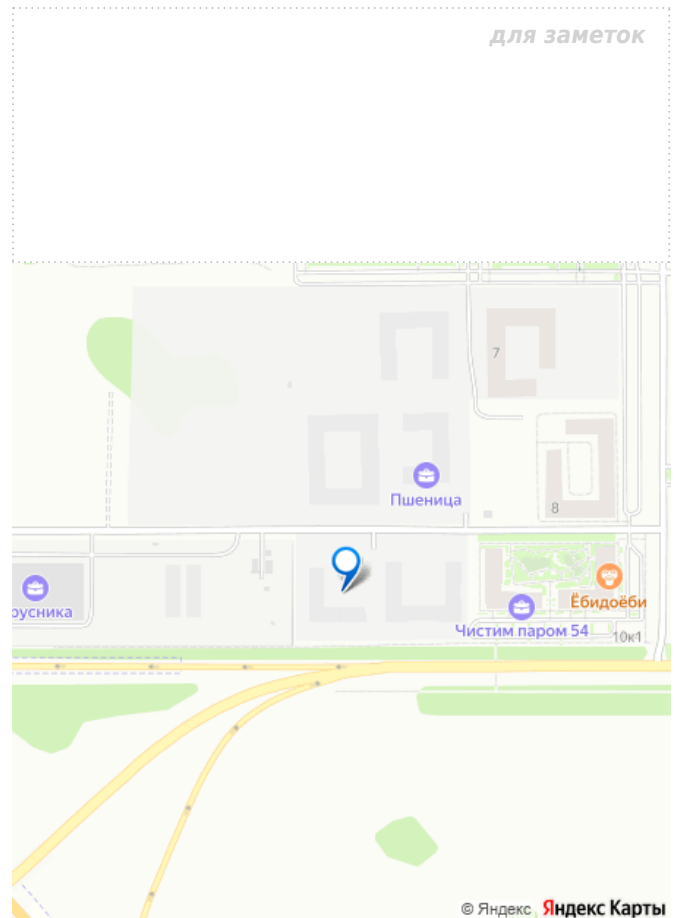 для заметок
7
Пшеница
8
русника
Ёбидоёби
Чистим паром 54
10к1
© Яндекс Яндекс Карты